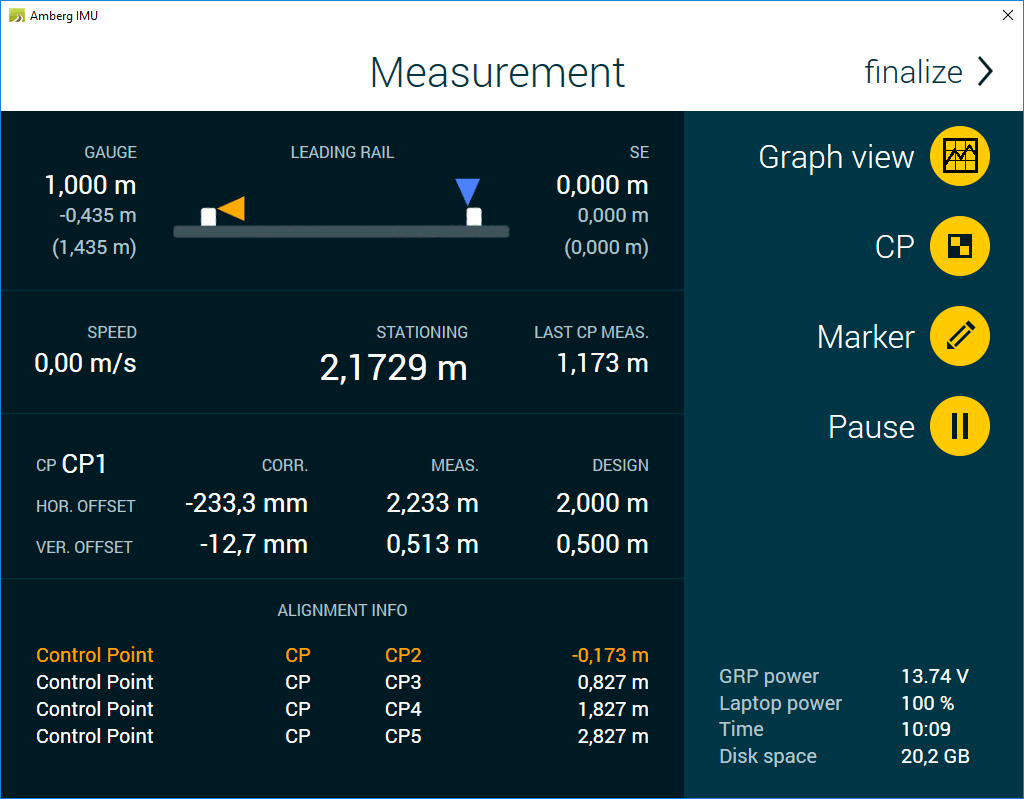 Amberg IMU
Measurement
finalize
GAUGE LEADING RAIL SE
1,000 m 0,000 m
-0,435 m 0,000 m
(1,435 m) (0,000 m)
SPEED STATIONING LAST CP MEAS.
0,00 m/s 2,1729 m 1,173 m
CP CP1 CORR. MEAS. DESIGN
HOR. OFFSET -233,3 mm 2,233 m 2,000 m
VER. OFFSET -12,7 mm 0,513 m 0,500 m
ALIGNMENT INFO
Control Point CP CP2 -0,173 m
Control Point CP CP3 0,827 m
Control Point CP CP4 1,827 m
Control Point CP CP5 2,827 m
Graph view
CP
Marker
Pause
GRP power 13.74 V
Laptop power 100 %
Time 10:09
Disk space 20,2 GB